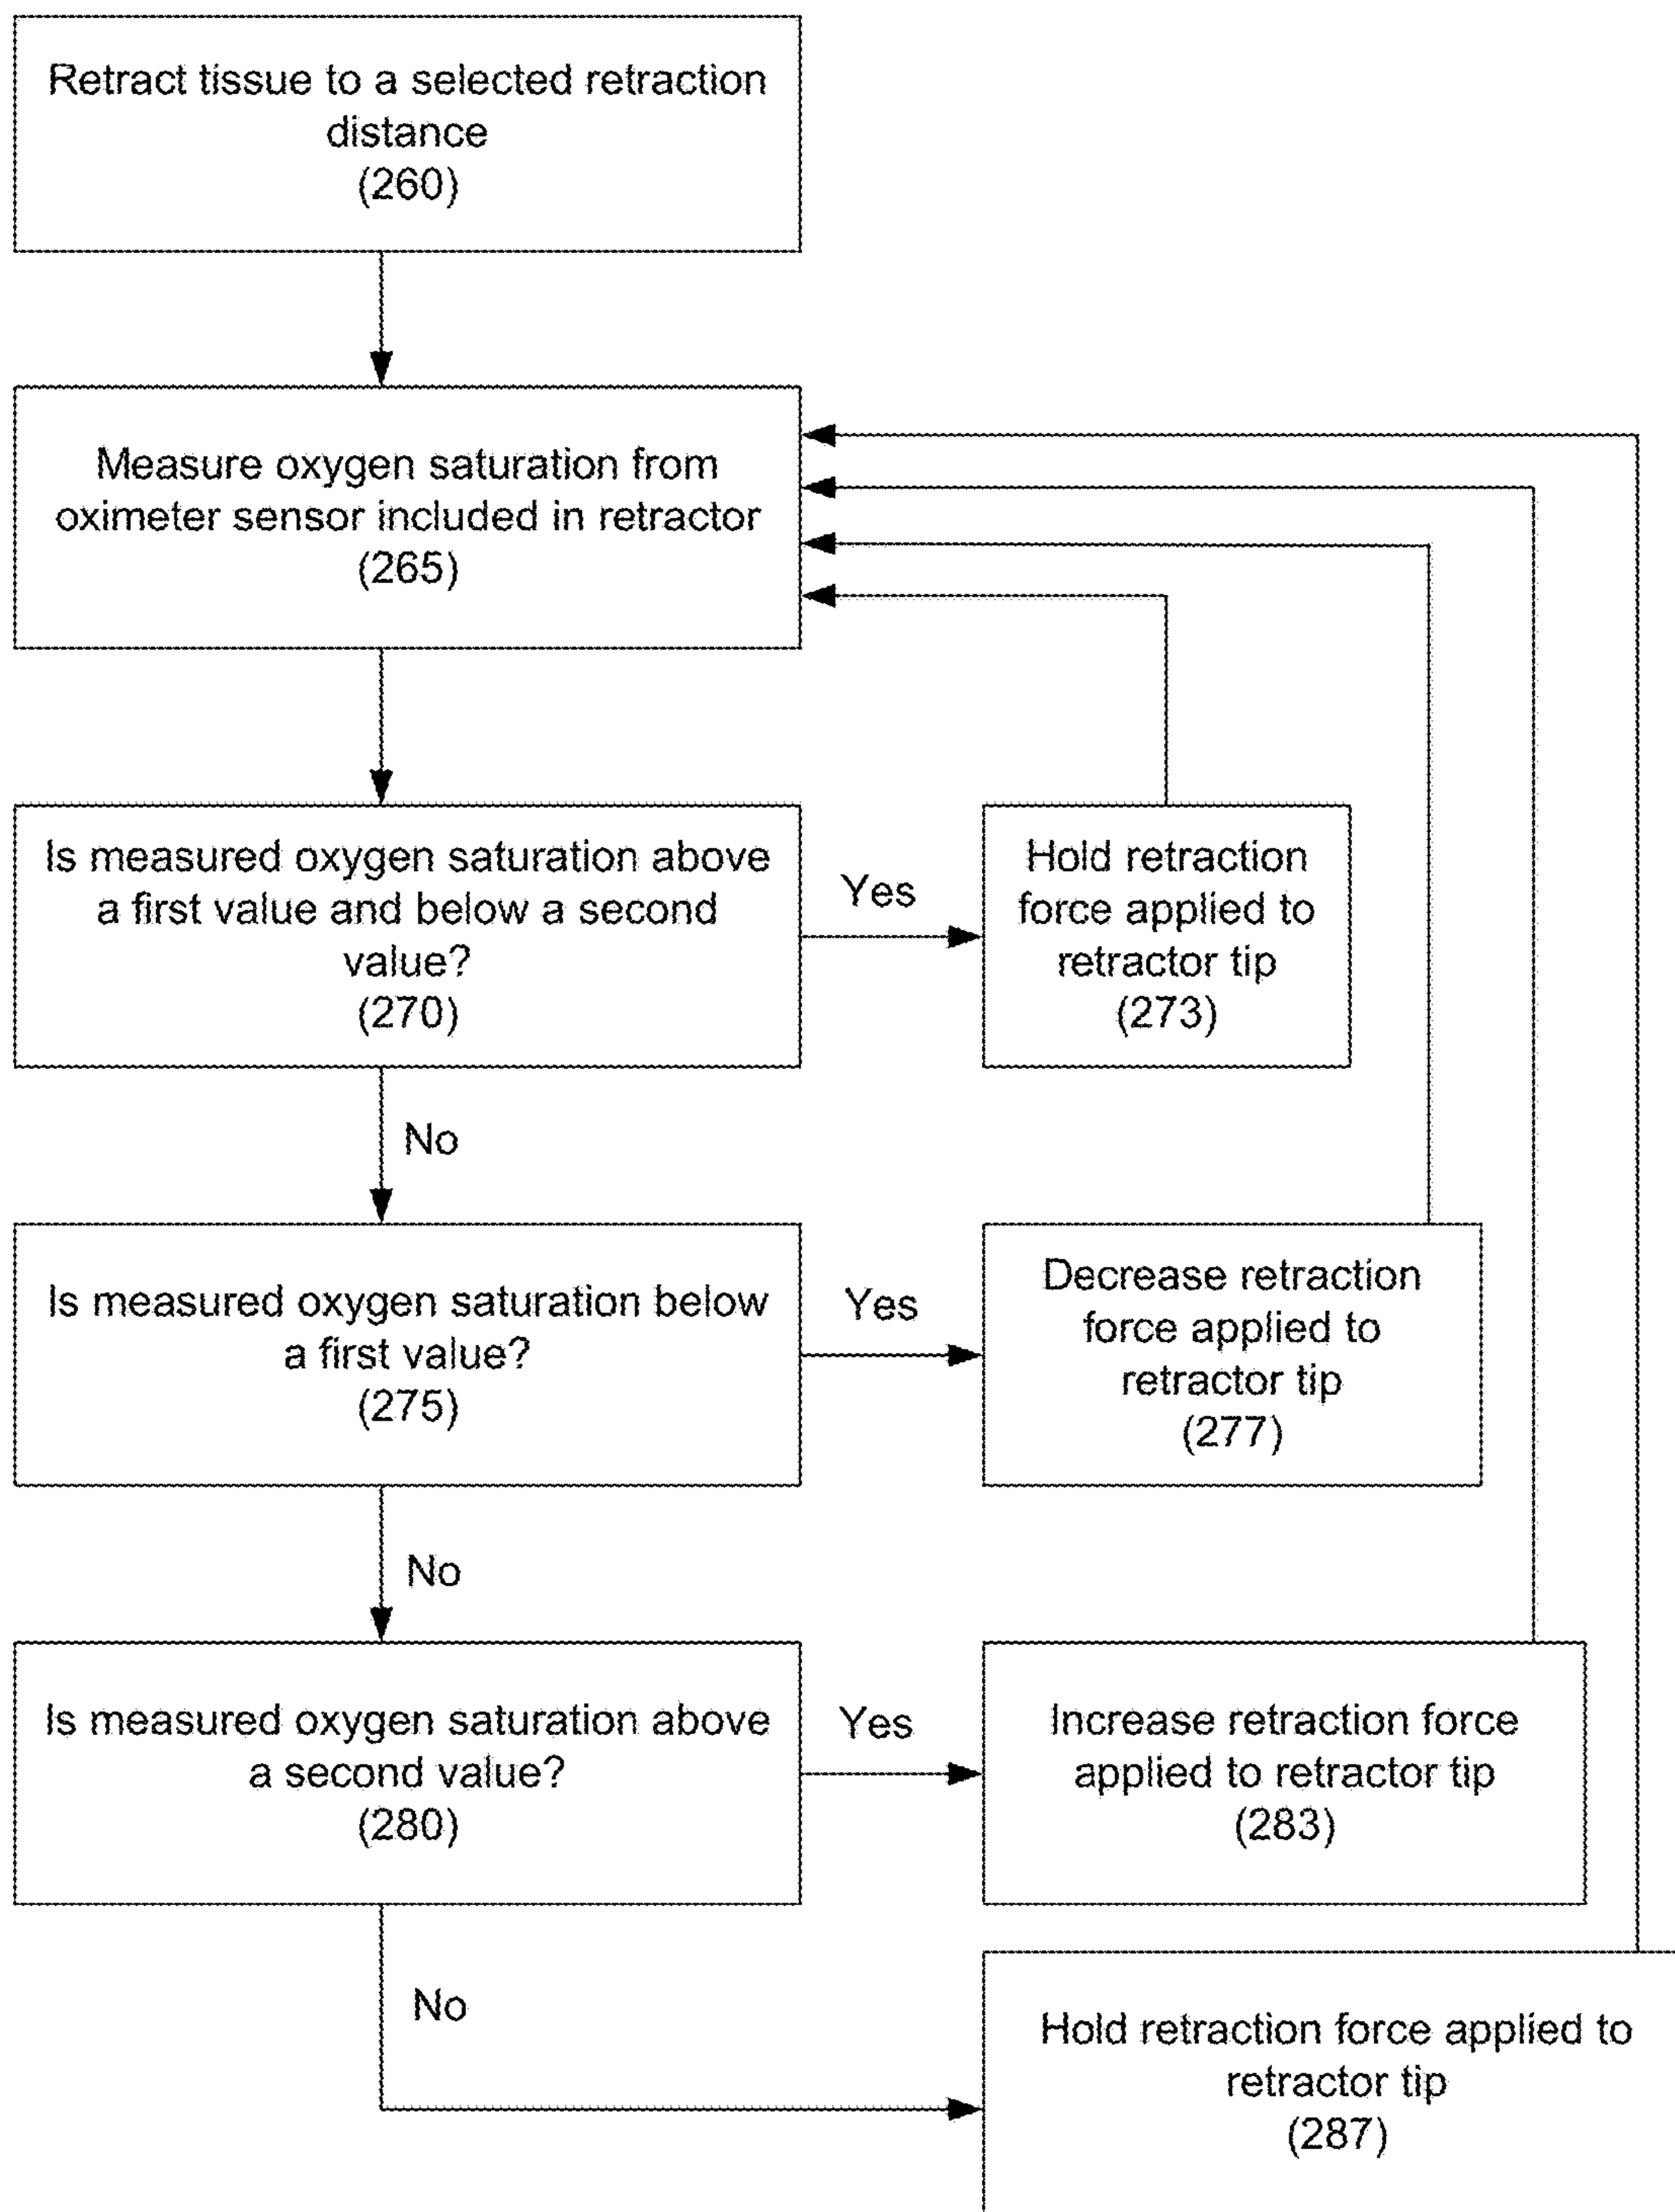 Retract tissue to a selected retraction
distance
(260)
Measure oxygen saturation from
oximeter sensor included in retractor
(265)
Is measured oxygen saturation above
a first value and below a second
value?
(270)
Yes
Hold retraction
force applied to
retractor tip
(273)
No
Is measured oxygen saturation below
a first value?
(275)
Yes
Decrease retraction
force applied to
retractor tip
(277)
No
Is measured oxygen saturation above
a second value?
(280)
Yes
Increase retraction force
applied to retractor tip
(283)
No
Hold retraction force applied to
retractor tip
(287)